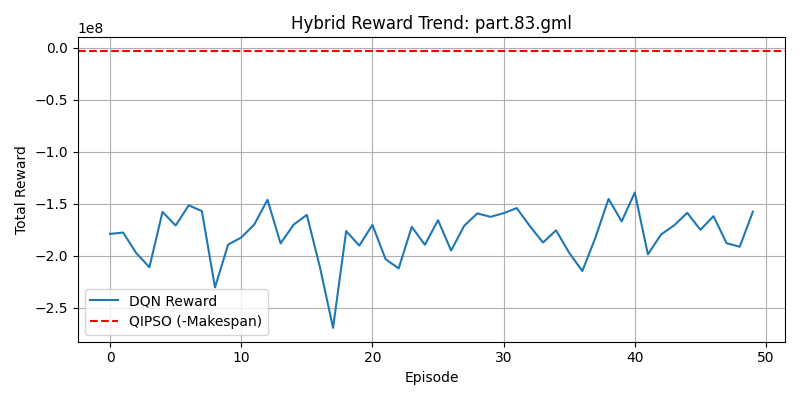 Hybrid Reward Trend: part.83.gml
1e8
0.0
−0.5
−1.0
−1.5
−2.0
−2.5
Total Reward
DQN Reward
QIPSO (-Makespan)
0 10 20 30 40 50
Episode